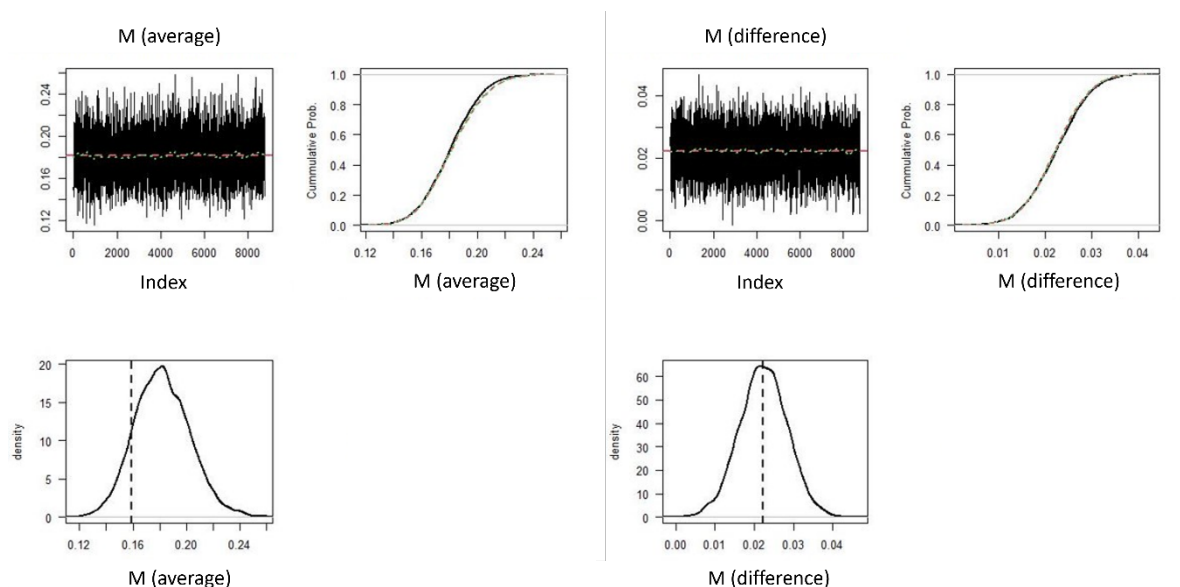 M (average)
0.24
0.20
0.16
0.12
0 2000 4000 6000 8000
Index
1.0
0.8
0.6
0.4
0.2
0.0
Cummulative Prob.
0.12 0.16 0.20 0.24
M (average)
M (difference)
0.04
0.02
0.00
0 2000 4000 6000 8000
Index
1.0
0.8
0.6
0.4
0.2
0.0
Cummulative Prob.
0.01 0.02 0.03 0.04
M (difference)
20
15
10
5
0
density
0.12 0.16 0.20 0.24
M (average)
60
50
40
30
20
10
0
density
0.00 0.01 0.02 0.03 0.04
M (difference)